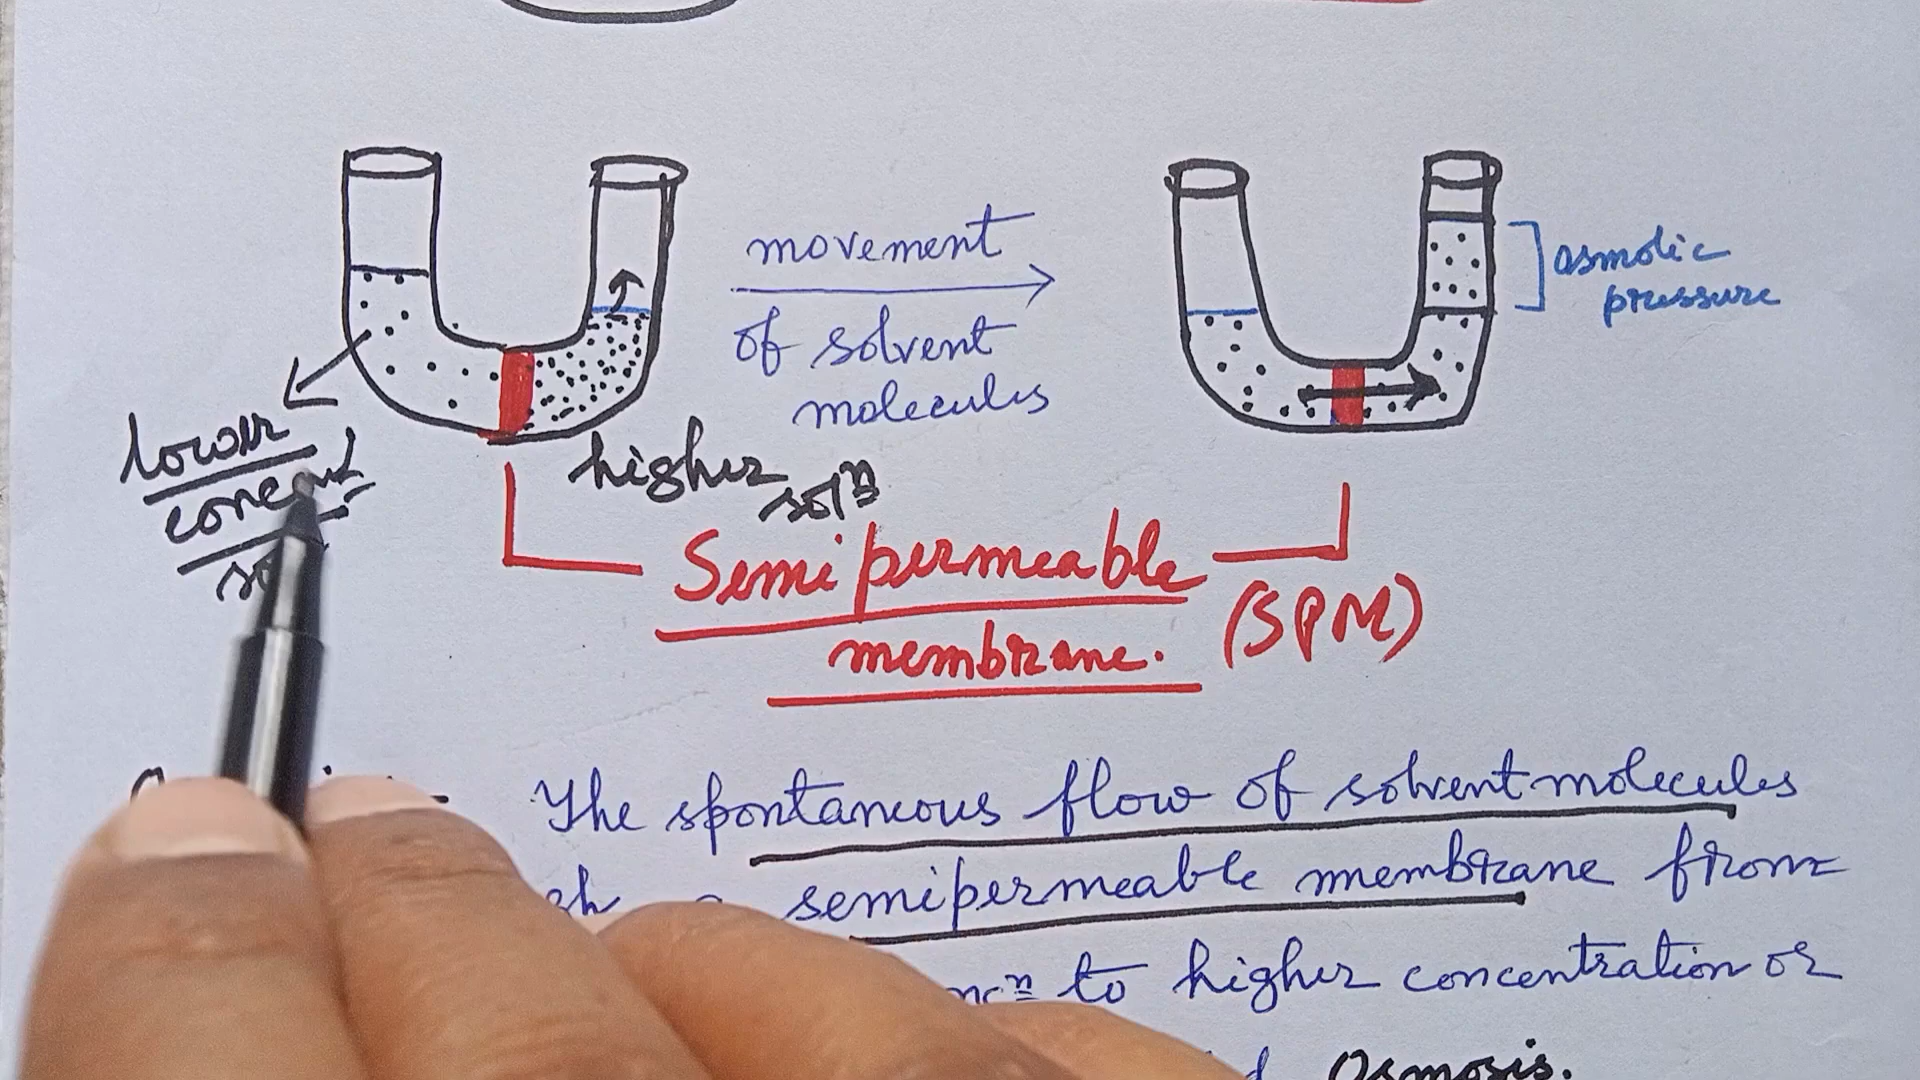 movement
of solvent
molecules
osmotic
pressure
lower
higher
solⁿ
Semipermeable
membrane. (SPM)
The spontaneous flow of solvent molecules
semipermeable membrane from
to higher concentration or
Osmosis.